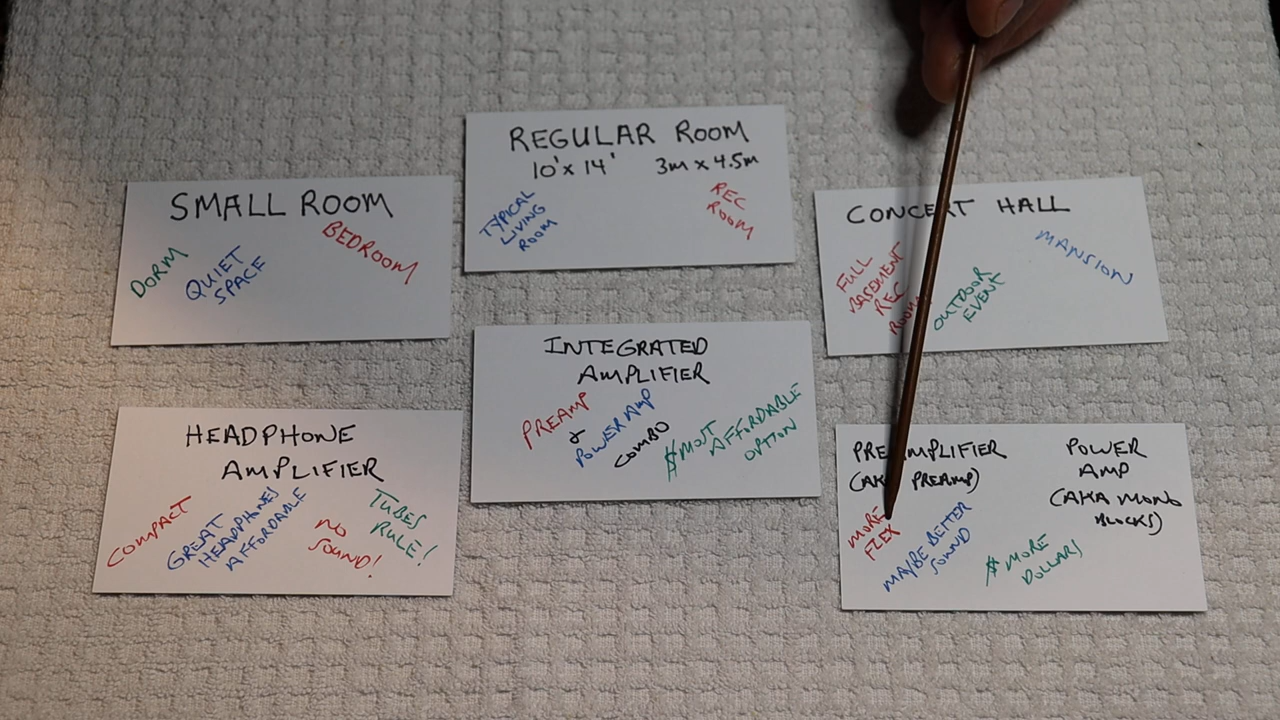 SMALL ROOM
DORM
QUIET
SPACE
BEDROOM
REGULAR ROOM
10' x 14' 3m x 4.5m
TYPICAL
LIVING
ROOM
REC
ROOM
CONCERT HALL
FULL
BASEMENT
REC
ROOM
OUTDOOR
EVENT
MANSION
HEADPHONE
AMPLIFIER
COMPACT
GREAT
HEADPHONES
AFFORDABLE
NO
SOUND!
TUBES
RULE!
INTEGRATED
AMPLIFIER
PREAMP
&
POWER AMP
COMBO
$ MOST
AFFORDABLE
OPTION
PREAMPLIFIER
(AKA PREAMP)
MORE
FLEX
MAYBE BETTER
SOUND
$ MORE
DOLLARS
POWER
AMP
(AKA MONO
BLOCKS)